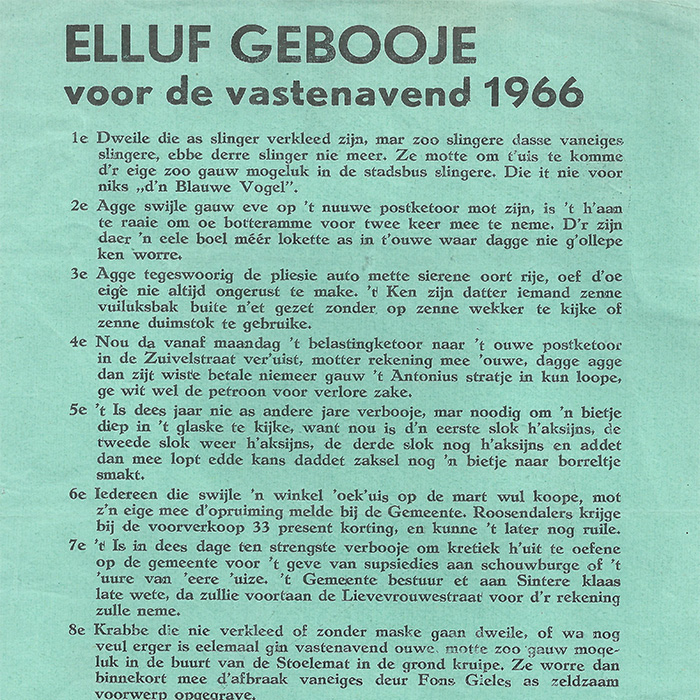 ELLUF GEBOOJE
voor de vastenavend 1966
1e Dweile die as slinger verkleed zijn, mar zoo slingere dasse vaneiges
slingere, ebbe derre slinger nie meer. Ze motte om t'uis te komme
d'r eige zoo gauw mogeluk in de stadsbus slingere. Die it nie voor
niks „d'n Blauwe Vogel”.
2e Agge swijle gauw eve op 't nuuwe postketoor mot zijn, is 't h'aan
te raaie om oe botteramme voor twee keer mee te neme. D'r zijn
daer 'n eele boel méér lokette as in t'ouwe waar dagge nie g'ollepe
ken worre.
3e Agge tegeswoorig de pliesie auto mette sierene oort rije, oef d'oe
eige nie altijd ongerust te make. 't Ken zijn datter iemand zenne
vuiluksbak buite n'et gezet zonder op zenne wekker te kijke of
zenne duimstok te gebruike.
4e Nou da vanaf maandag 't belastingketoor naar 't ouwe postketoor
in de Zuivelstraat ver'uist, motter rekening mee 'ouwe, dagge agge
dan zijt wiste betale niemeer gauw 't Antonius stratje in kun loope,
ge wit wel de petroon voor verlore zake.
5e 't Is dees jaar nie as andere jare verbooje, mar noodig om 'n bietje
diep in 't glaske te kijke, want nou is d'n eerste slok h'aksijns, de
tweede slok weer h'aksijns, de derde slok nog h'aksijns en addet
dan mee lopt edde kans daddet zaksel nog 'n bietje naar borreltje
smakt.
6e Iedereen die swijle 'n winkel 'oek'uis op de mart wul koope, mot
z'n eige mee d'opruiming melde bij de Gemeente. Roosendalers krijge
bij de voorverkoop 33 present korting, en kunne 't later nog ruile.
7e 't Is in dees dage ten strengste verbooje om kretiek h'uit te oefene
op de gemeente voor 't geve van supsiedies aan schouwburge of 't
'uure van 'eere 'uize. 't Gemeente bestuur et aan Sintere klaas
late wete, da zullie voortaan de Lievevrouwestraat voor d'r rekening
zulle neme.
8e Krabbe die nie verkleed of zonder maske gaan dweile, of wa nog
veul erger is eelemaal gin vastenavend ouwe, motte zoo gauw moge-
luk in de buurt van de Stoelemat in de grond kruipe. Ze worre dan
binnekort mee d'afbraak vaneiges deur Fons Gieles as zeldzaam
voorwerp opgegrave.